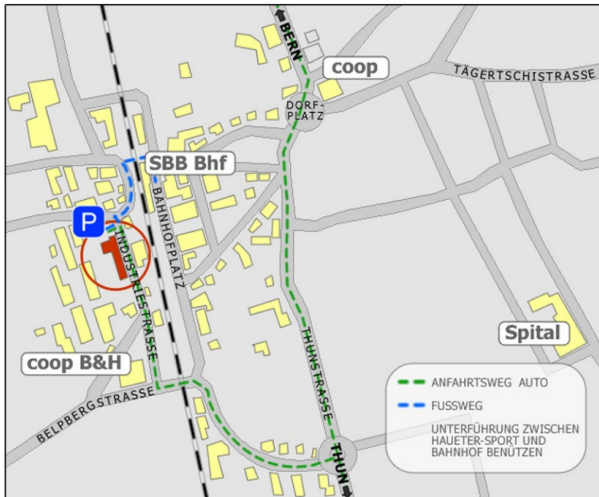 BERN
coop
TÄGERTSCHISTRASSE
DORF-
PLATZ
SBB Bhf
P
BAHNHOFPLATZ
INDUSTRIESTRASSE
THUNSTRASSE
Spital
coop B&H
BELPBERGSTRASSE
ANFAHRTSWEG AUTO
FUSSWEG
UNTERFÜHRUNG ZWISCHEN
HAUETER-SPORT UND
BAHNHOF BENÜTZEN
THUN